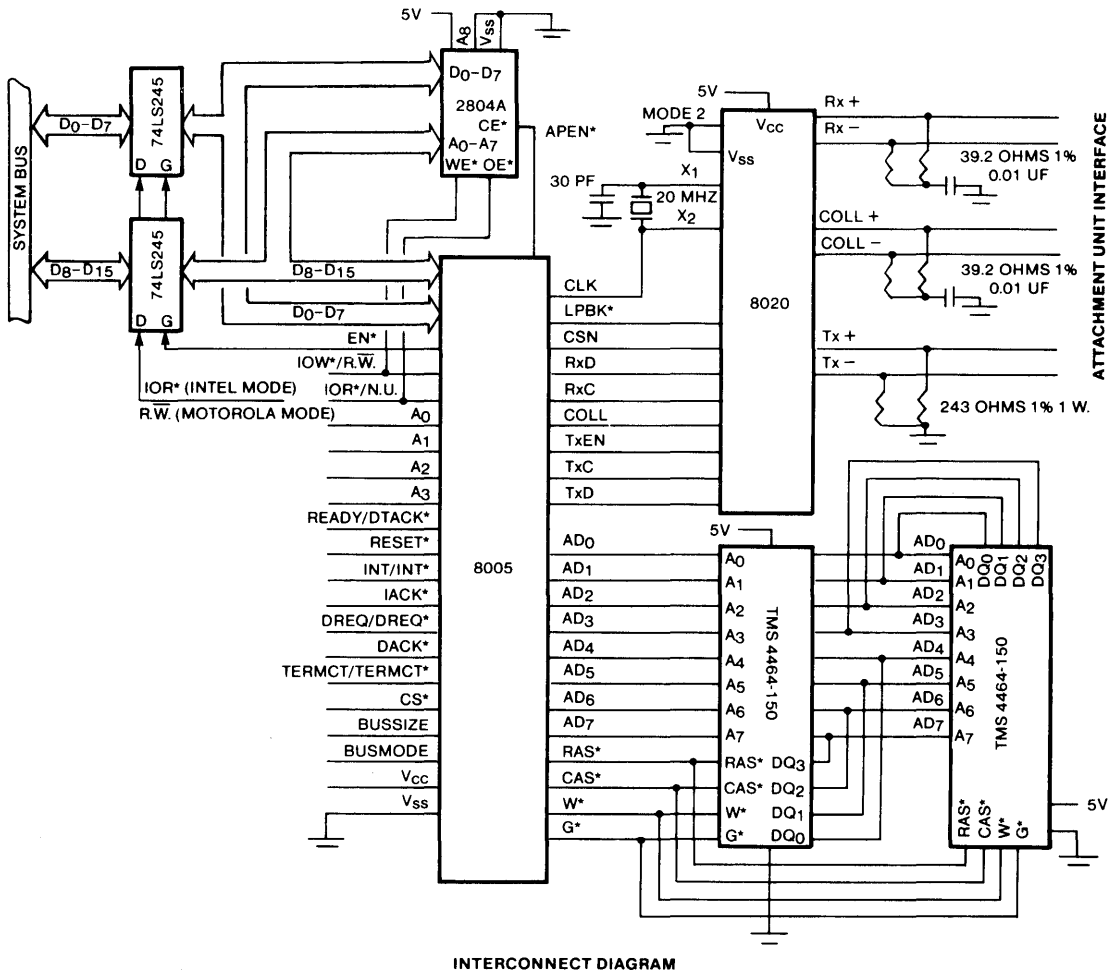 5V
A8
Vss
D0-D7
2804A
CE*
A0-A7
WE* OE*
APEN*
SYSTEM BUS
D0-D7
74LS245
D G
D8-D15
74LS245
D G
D8-D15
D0-D7
EN*
IOW*/R.W̅.
IOR*/N.U.
IOR* (INTEL MODE)
R.W̅. (MOTOROLA MODE)
A0
A1
A2
A3
READY/DTACK*
RESET*
INT/INT*
IACK*
DREQ/DREQ*
DACK*
TERMCT/TERMCT*
CS*
BUSSIZE
BUSMODE
VCC
VSS
8005
CLK
LPBK*
CSN
RxD
RxC
COLL
TxEN
TxC
TxD
AD0
AD1
AD2
AD3
AD4
AD5
AD6
AD7
RAS*
CAS*
W*
G*
5V
MODE 2
VCC
VSS
30 PF
X1
20 MHZ
X2
8020
Rx +
Rx -
39.2 OHMS 1%
0.01 UF
COLL +
COLL -
39.2 OHMS 1%
0.01 UF
Tx +
Tx -
243 OHMS 1% 1 W.
ATTACHMENT UNIT INTERFACE
5V
A0
A1
A2
A3
A4
A5
A6
A7
RAS* DQ3
CAS* DQ2
W* DQ1
G* DQ0
TMS 4464-150
AD0
AD1
AD2
AD3
AD4
AD5
AD6
AD7
A0
A1
A2
A3
A4
A5
A6
A7
DQ0
DQ1
DQ2
DQ3
TMS 4464-150
RAS*
CAS*
W*
G*
5V
INTERCONNECT DIAGRAM